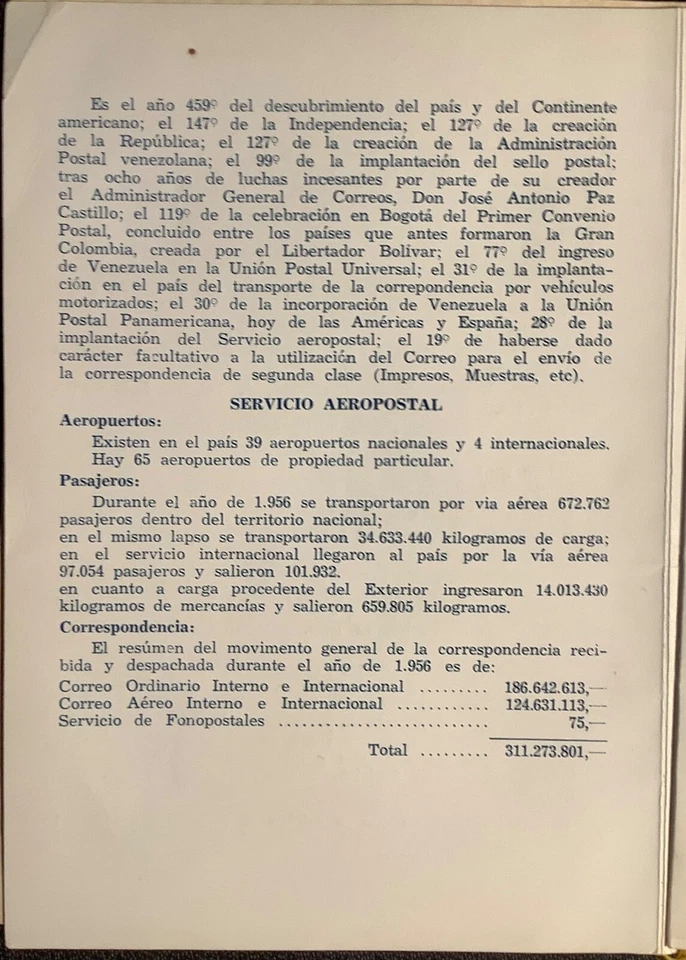 Es el año 459º del descubrimiento del país y del Continente
americano; el 147º de la Independencia; el 127º de la creación
de la República; el 127º de la creación de la Administración
Postal venezolana; el 99º de la implantación del sello postal;
tras ocho años de luchas incesantes por parte de su creador
el Administrador General de Correos, Don José Antonio Paz
Castillo; el 119º de la celebración en Bogotá del Primer Convenio
Postal, concluido entre los países que antes formaron la Gran
Colombia, creada por el Libertador Bolívar; el 77º del ingreso
de Venezuela en la Unión Postal Universal; el 31º de la implanta-
ción en el país del transporte de la correpondencia por vehículos
motorizados; el 30º de la incorporación de Venezuela a la Unión
Postal Panamericana, hoy de las Américas y España; 28º de la
implantación del Servicio aeropostal; el 19º de haberse dado
carácter facultativo a la utilización del Correo para el envío de
la correspondencia de segunda clase (Impresos, Muestras, etc).
SERVICIO AEROPOSTAL
Aeropuertos:
Existen en el país 39 aeropuertos nacionales y 4 internacionales.
Hay 65 aeropuertos de propiedad particular.
Pasajeros:
Durante el año de 1.956 se transportaron por via aérea 672.762
pasajeros dentro del territorio nacional;
en el mismo lapso se transportaron 34.633.440 kilogramos de carga;
en el servicio internacional llegaron al país por la vía aérea
97.054 pasajeros y salieron 101.932.
en cuanto a carga procedente del Exterior ingresaron 14.013.430
kilogramos de mercancías y salieron 659.805 kilogramos.
Correspondencia:
El resúmen del movimiento general de la correspondencia reci-
bida y despachada durante el año de 1.956 es de:
Correo Ordinario Interno e Internacional ......... 186.642.613,—
Correo Aéreo Interno e Internacional ............ 124.631.113,—
Servicio de Fonopostales ........................... 75,—
Total ......... 311.273.801,—